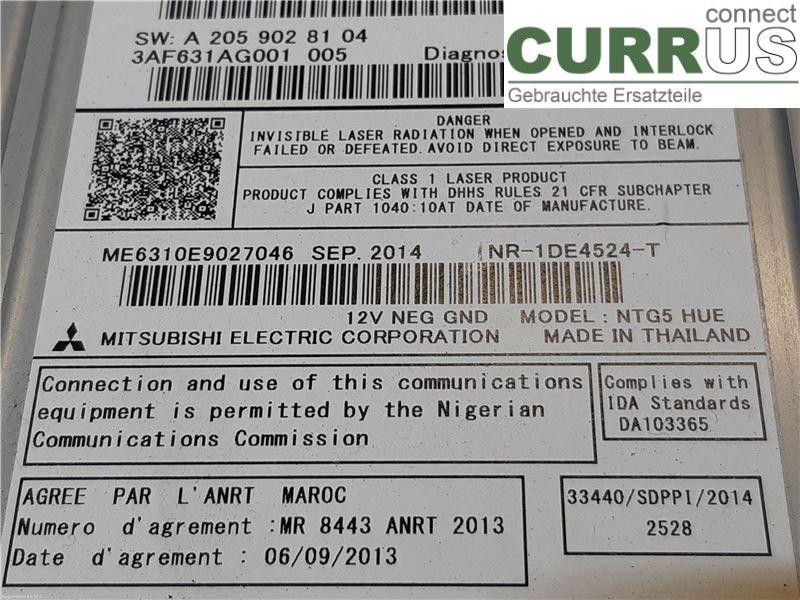 connect
CURRUS
Gebrauchte Ersatzteile
SW: A 205 902 81 04
3AF631AG001 005 Diagnos
DANGER
INVISIBLE LASER RADIATION WHEN OPENED AND INTERLOCK
FAILED OR DEFEATED. AVOID DIRECT EXPOSURE TO BEAM.
CLASS 1 LASER PRODUCT
PRODUCT COMPLIES WITH DHHS RULES 21 CFR SUBCHAPTER
J PART 1040:10AT DATE OF MANUFACTURE.
ME6310E9027046 SEP. 2014 NR-1DE4524-T
12V NEG GND MODEL : NTG5 HUE
MITSUBISHI ELECTRIC CORPORATION MADE IN THAILAND
Connection and use of this communications
equipment is permitted by the Nigerian
Communications Commission
Complies with
IDA Standards
DA103365
AGREE PAR L'ANRT MAROC
Numero d'agrement :MR 8443 ANRT 2013
Date d'agrement : 06/09/2013
33440/SDPPI/2014
2528